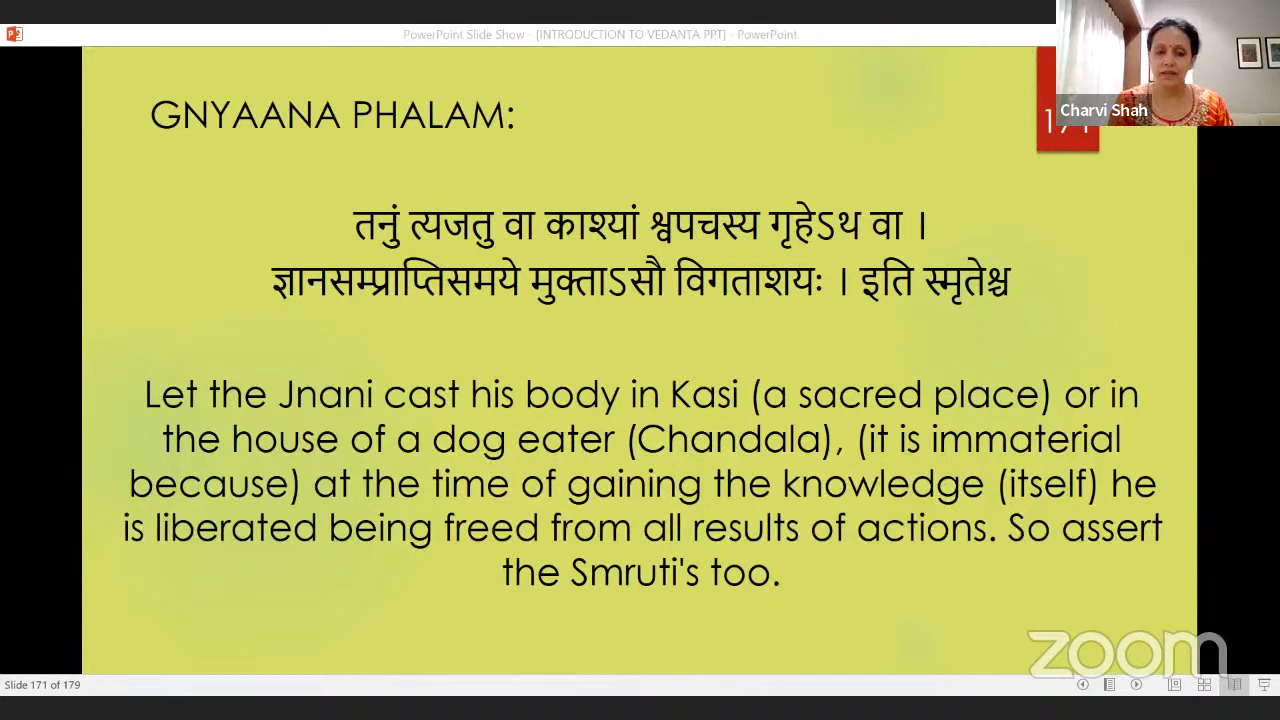 PowerPoint Slide Show - [INTRODUCTION TO VEDANTA PPT] - PowerPoint
Charvi Shah
GNYAANA PHALAM:
तनुं त्यजतु वा काश्यां श्वपचस्य गृहेऽथ वा ।
ज्ञानसम्प्राप्तिसमये मुक्ताऽसौ विगताशयः । इति स्मृतेश्च
Let the Jnani cast his body in Kasi (a sacred place) or in
the house of a dog eater (Chandala), (it is immaterial
because) at the time of gaining the knowledge (itself) he
is liberated being freed from all results of actions. So assert
the Smruti's too.
zoom
Slide 171 of 179